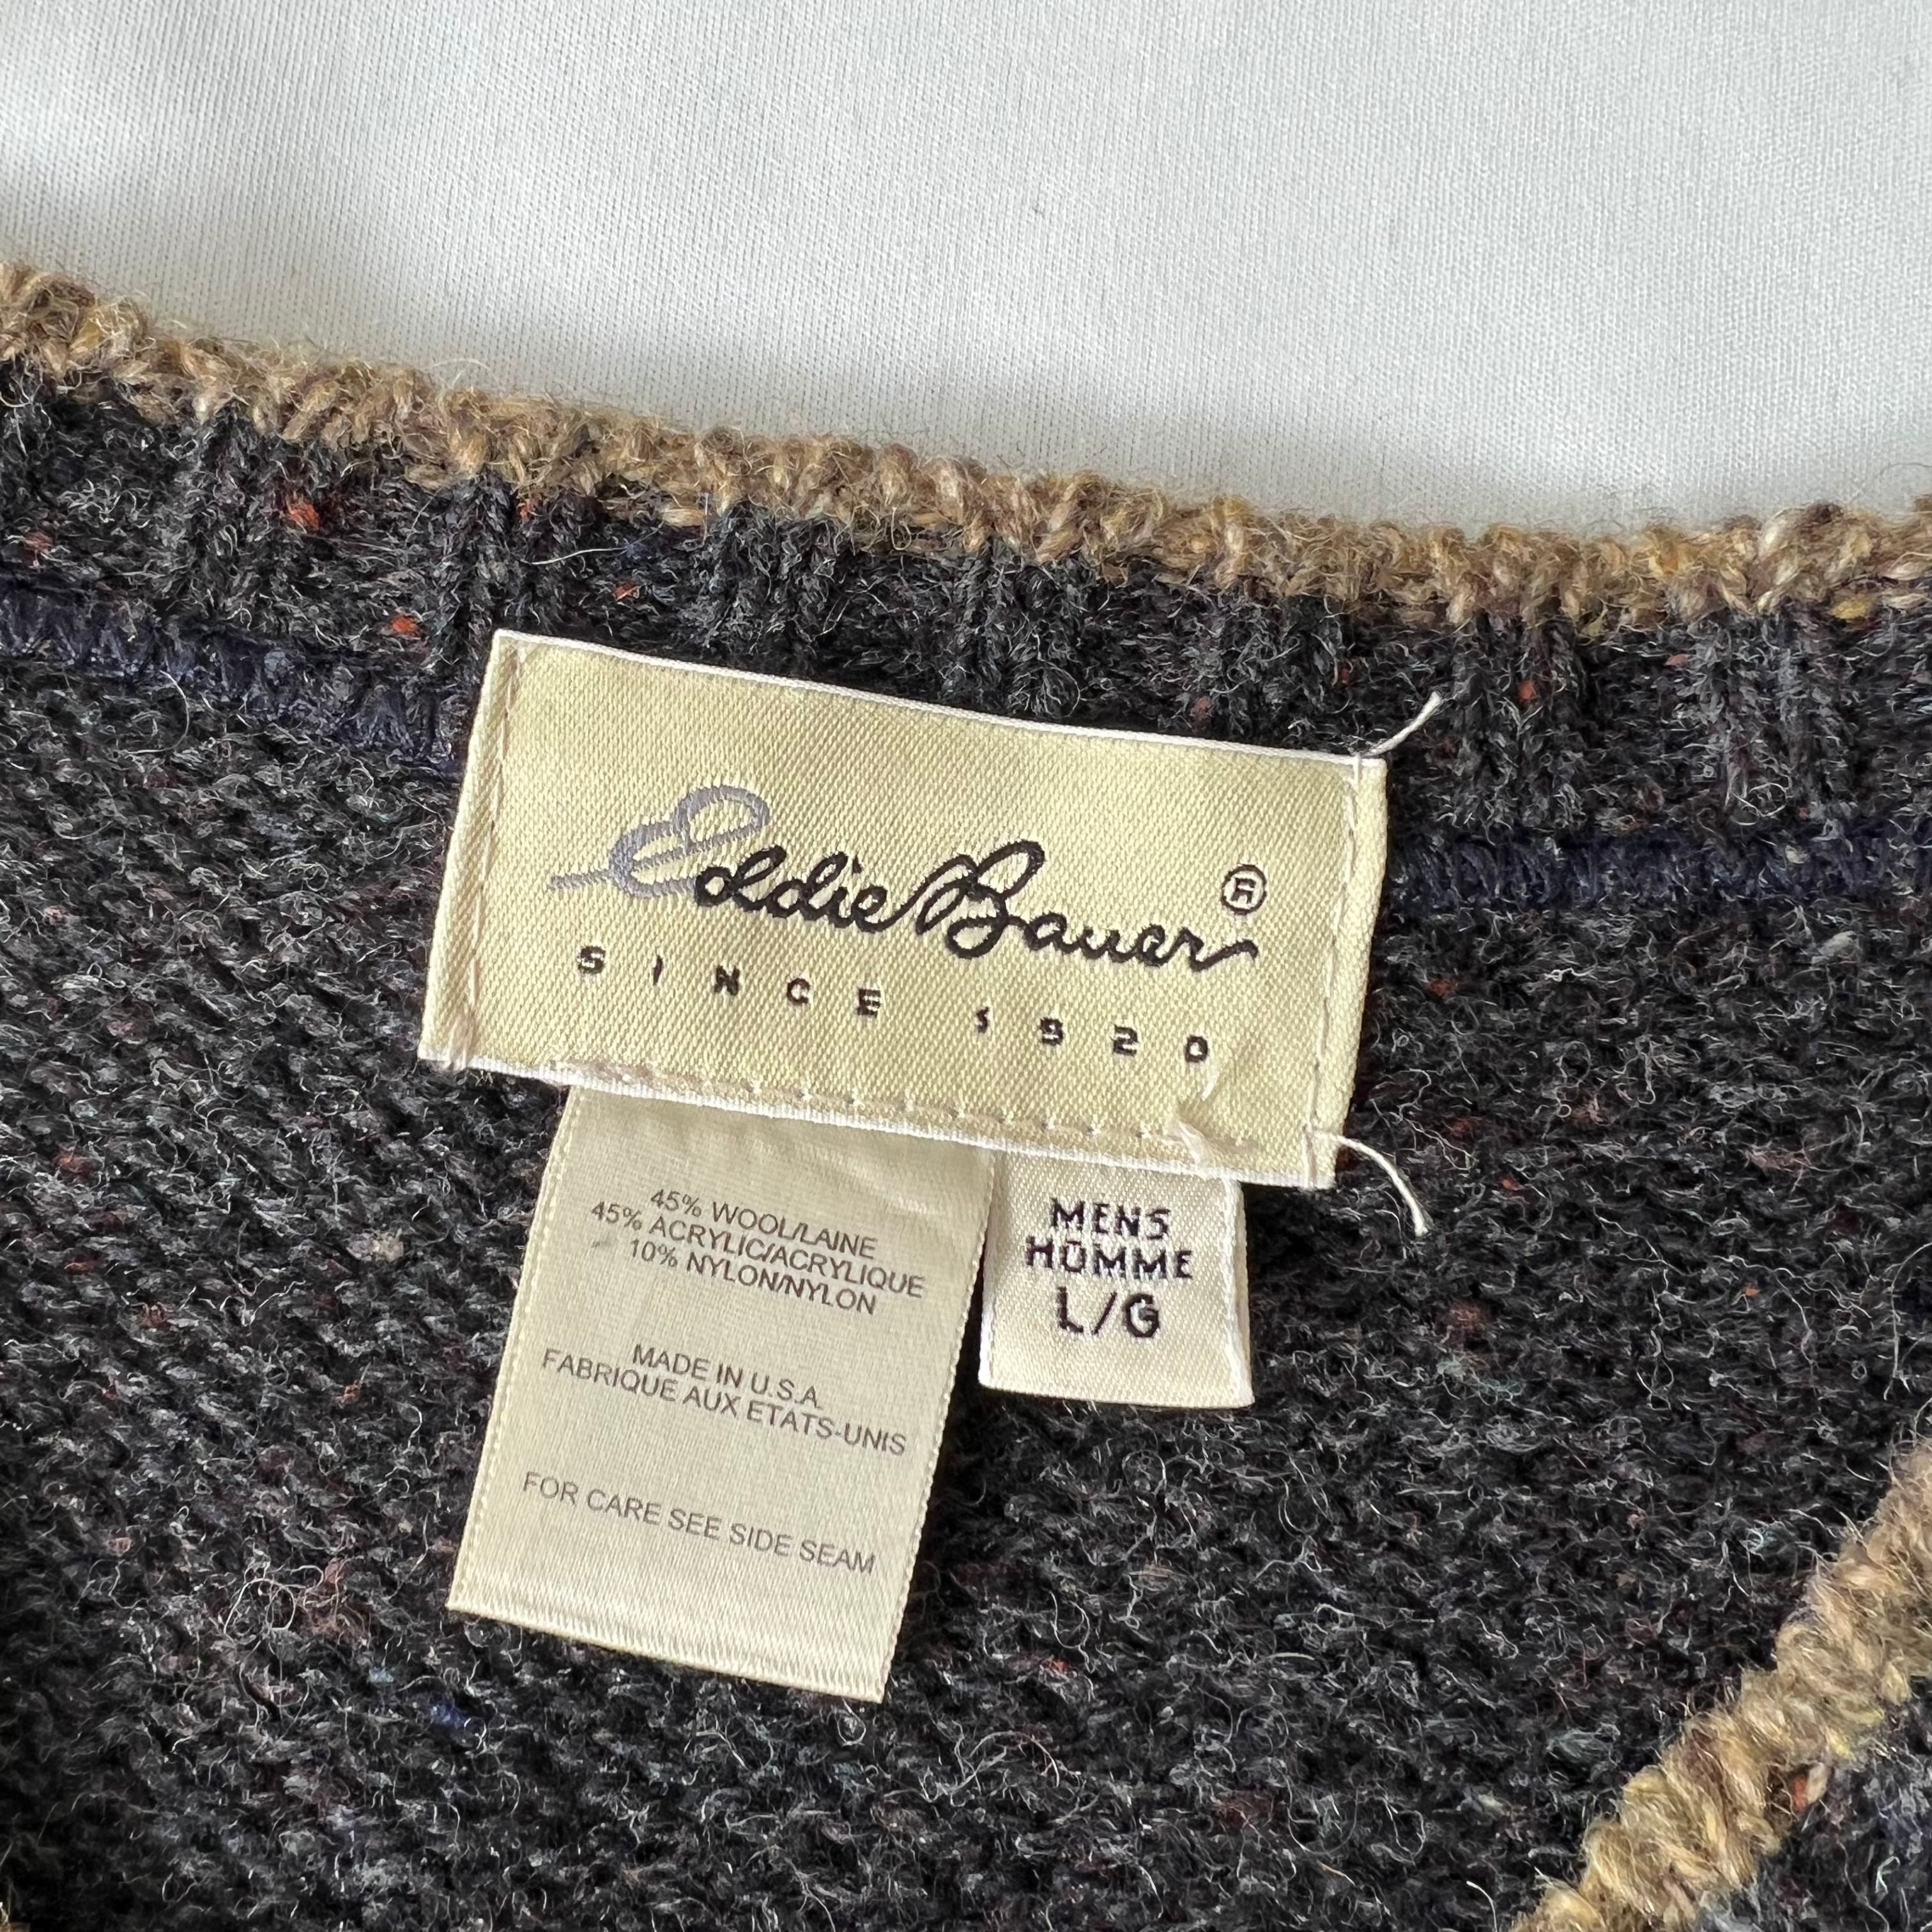 Eddie Bauer ®
SINCE 1920
45% WOOL/LAINE
45% ACRYLIC/ACRYLIQUE
10% NYLON/NYLON
MADE IN U.S.A.
FABRIQUE AUX ETATS-UNIS
FOR CARE SEE SIDE SEAM
MENS
HOMME
L/G